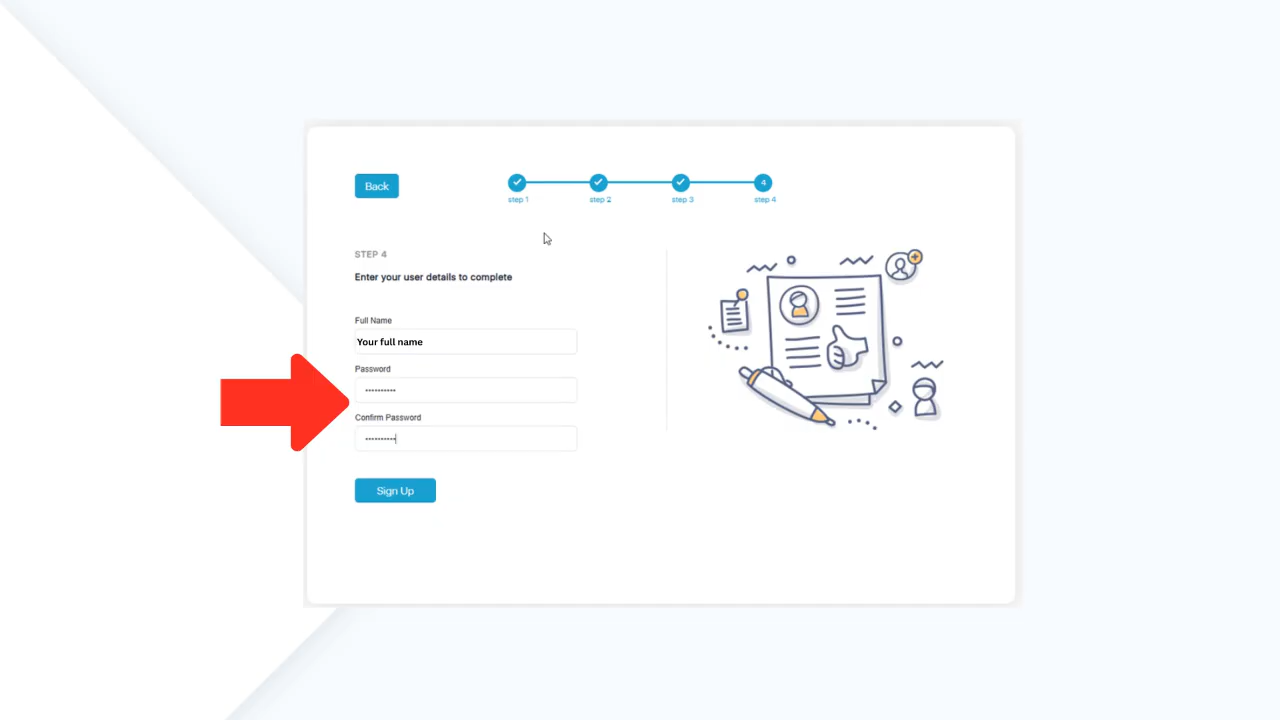 Back
4
step 1
step 2
step 3
step 4
STEP 4
Enter your user details to complete
Full Name
Your full name
Password
••••••••••
Confirm Password
••••••••••
Sign Up